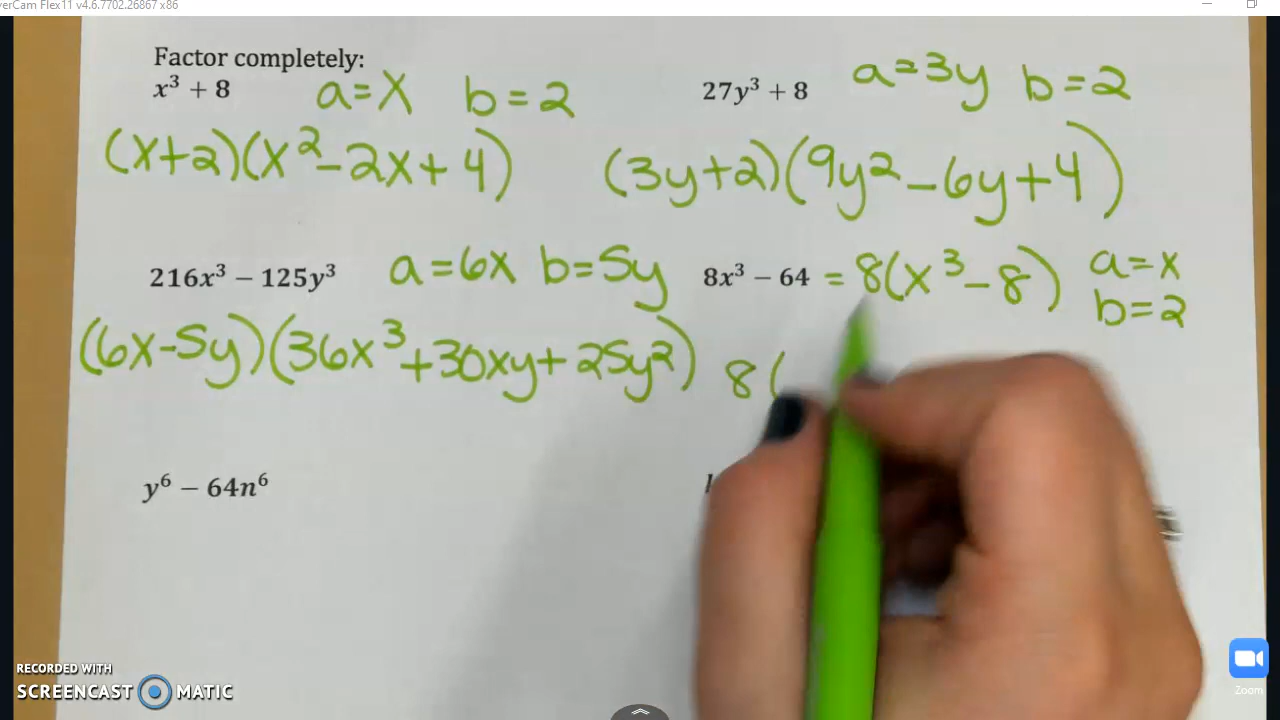 verCam Flex11 v4.6.7702.26867 x86
Factor completely:
x³ + 8 a=x b=2
(x+2)(x²-2x+4)
27y³ + 8 a=3y b=2
(3y+2)(9y²-6y+4)
216x³ − 125y³ a=6x b=5y
(6x-5y)(36x³+30xy+25y²)
8x³ − 64 = 8(x³-8) a=x
b=2
8(
y⁶ − 64n⁶
RECORDED WITH
SCREENCAST MATIC
Zoom